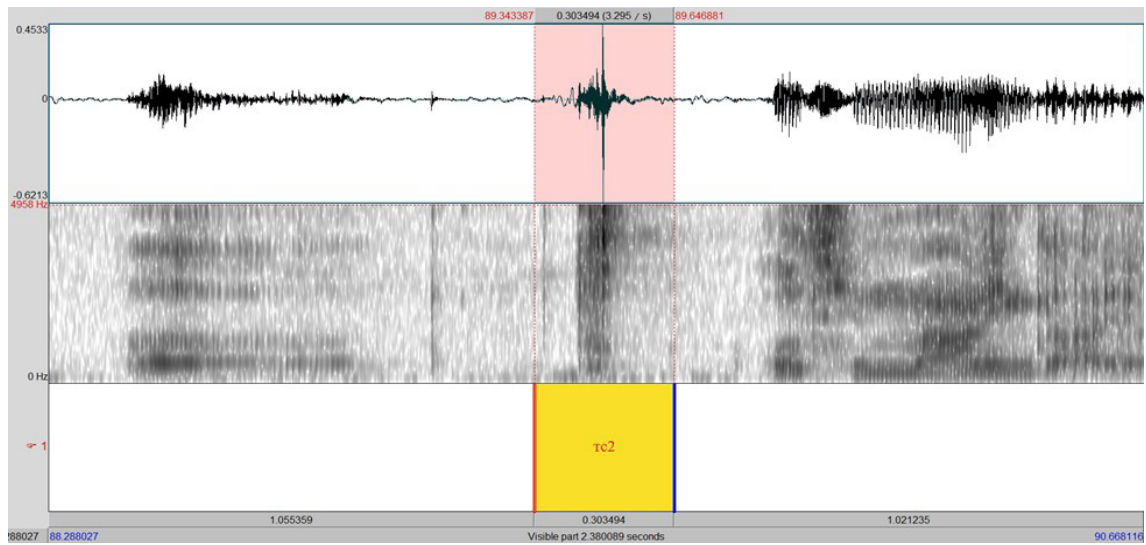 89.343387 0.303494 (3.295 / s) 89.646881
0.4533
0
-0.6213
4958 Hz
0 Hz
☞ 1 тс2
1.055359 0.303494 1.021235
288027 88.288027 Visible part 2.380089 seconds 90.668116